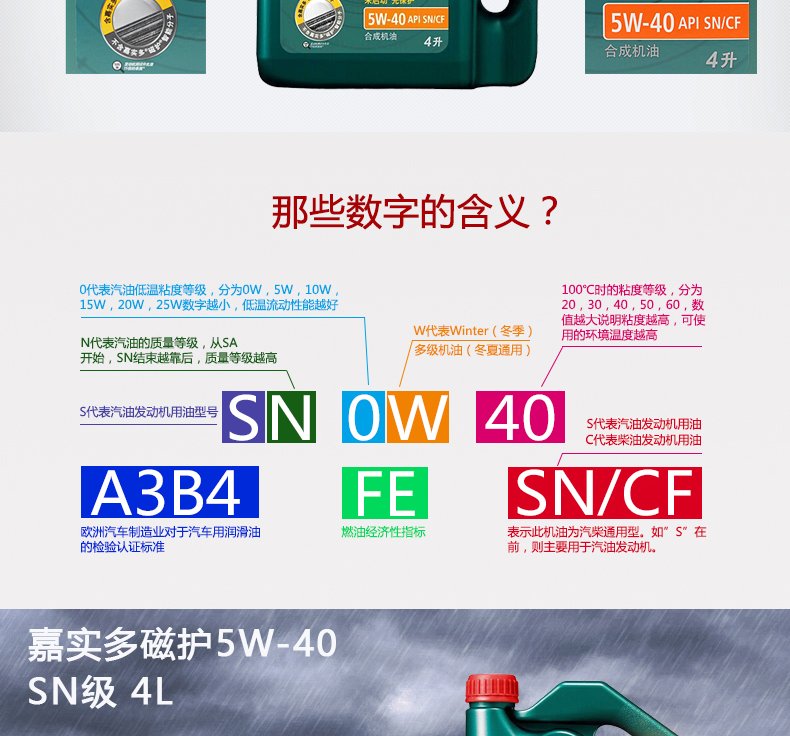 5W-40 API SN/CF
合成机油
4升
不含嘉实多"磁护"智能分子
5W-40 API SN/CF
合成机油
4升
那些数字的含义？
0代表汽油低温粘度等级，分为0W，5W，10W，
15W，20W，25W数字越小，低温流动性能越好
100℃时的粘度等级，分为
20，30，40，50，60，数
值越大说明粘度越高，可使
用的环境温度越高
W代表Winter（冬季）
多级机油（冬夏通用）
N代表汽油的质量等级，从SA
开始，SN结束越靠后，质量等级越高
S代表汽油发动机用油型号
SN
0W
40
S代表汽油发动机用油
C代表柴油发动机用油
A3B4
FE
SN/CF
欧洲汽车制造业对于汽车用润滑油
的检验认证标准
燃油经济性指标
表示此机油为汽柴通用型。如"S"在
前，则主要用于汽油发动机。
嘉实多磁护5W-40
SN级 4L